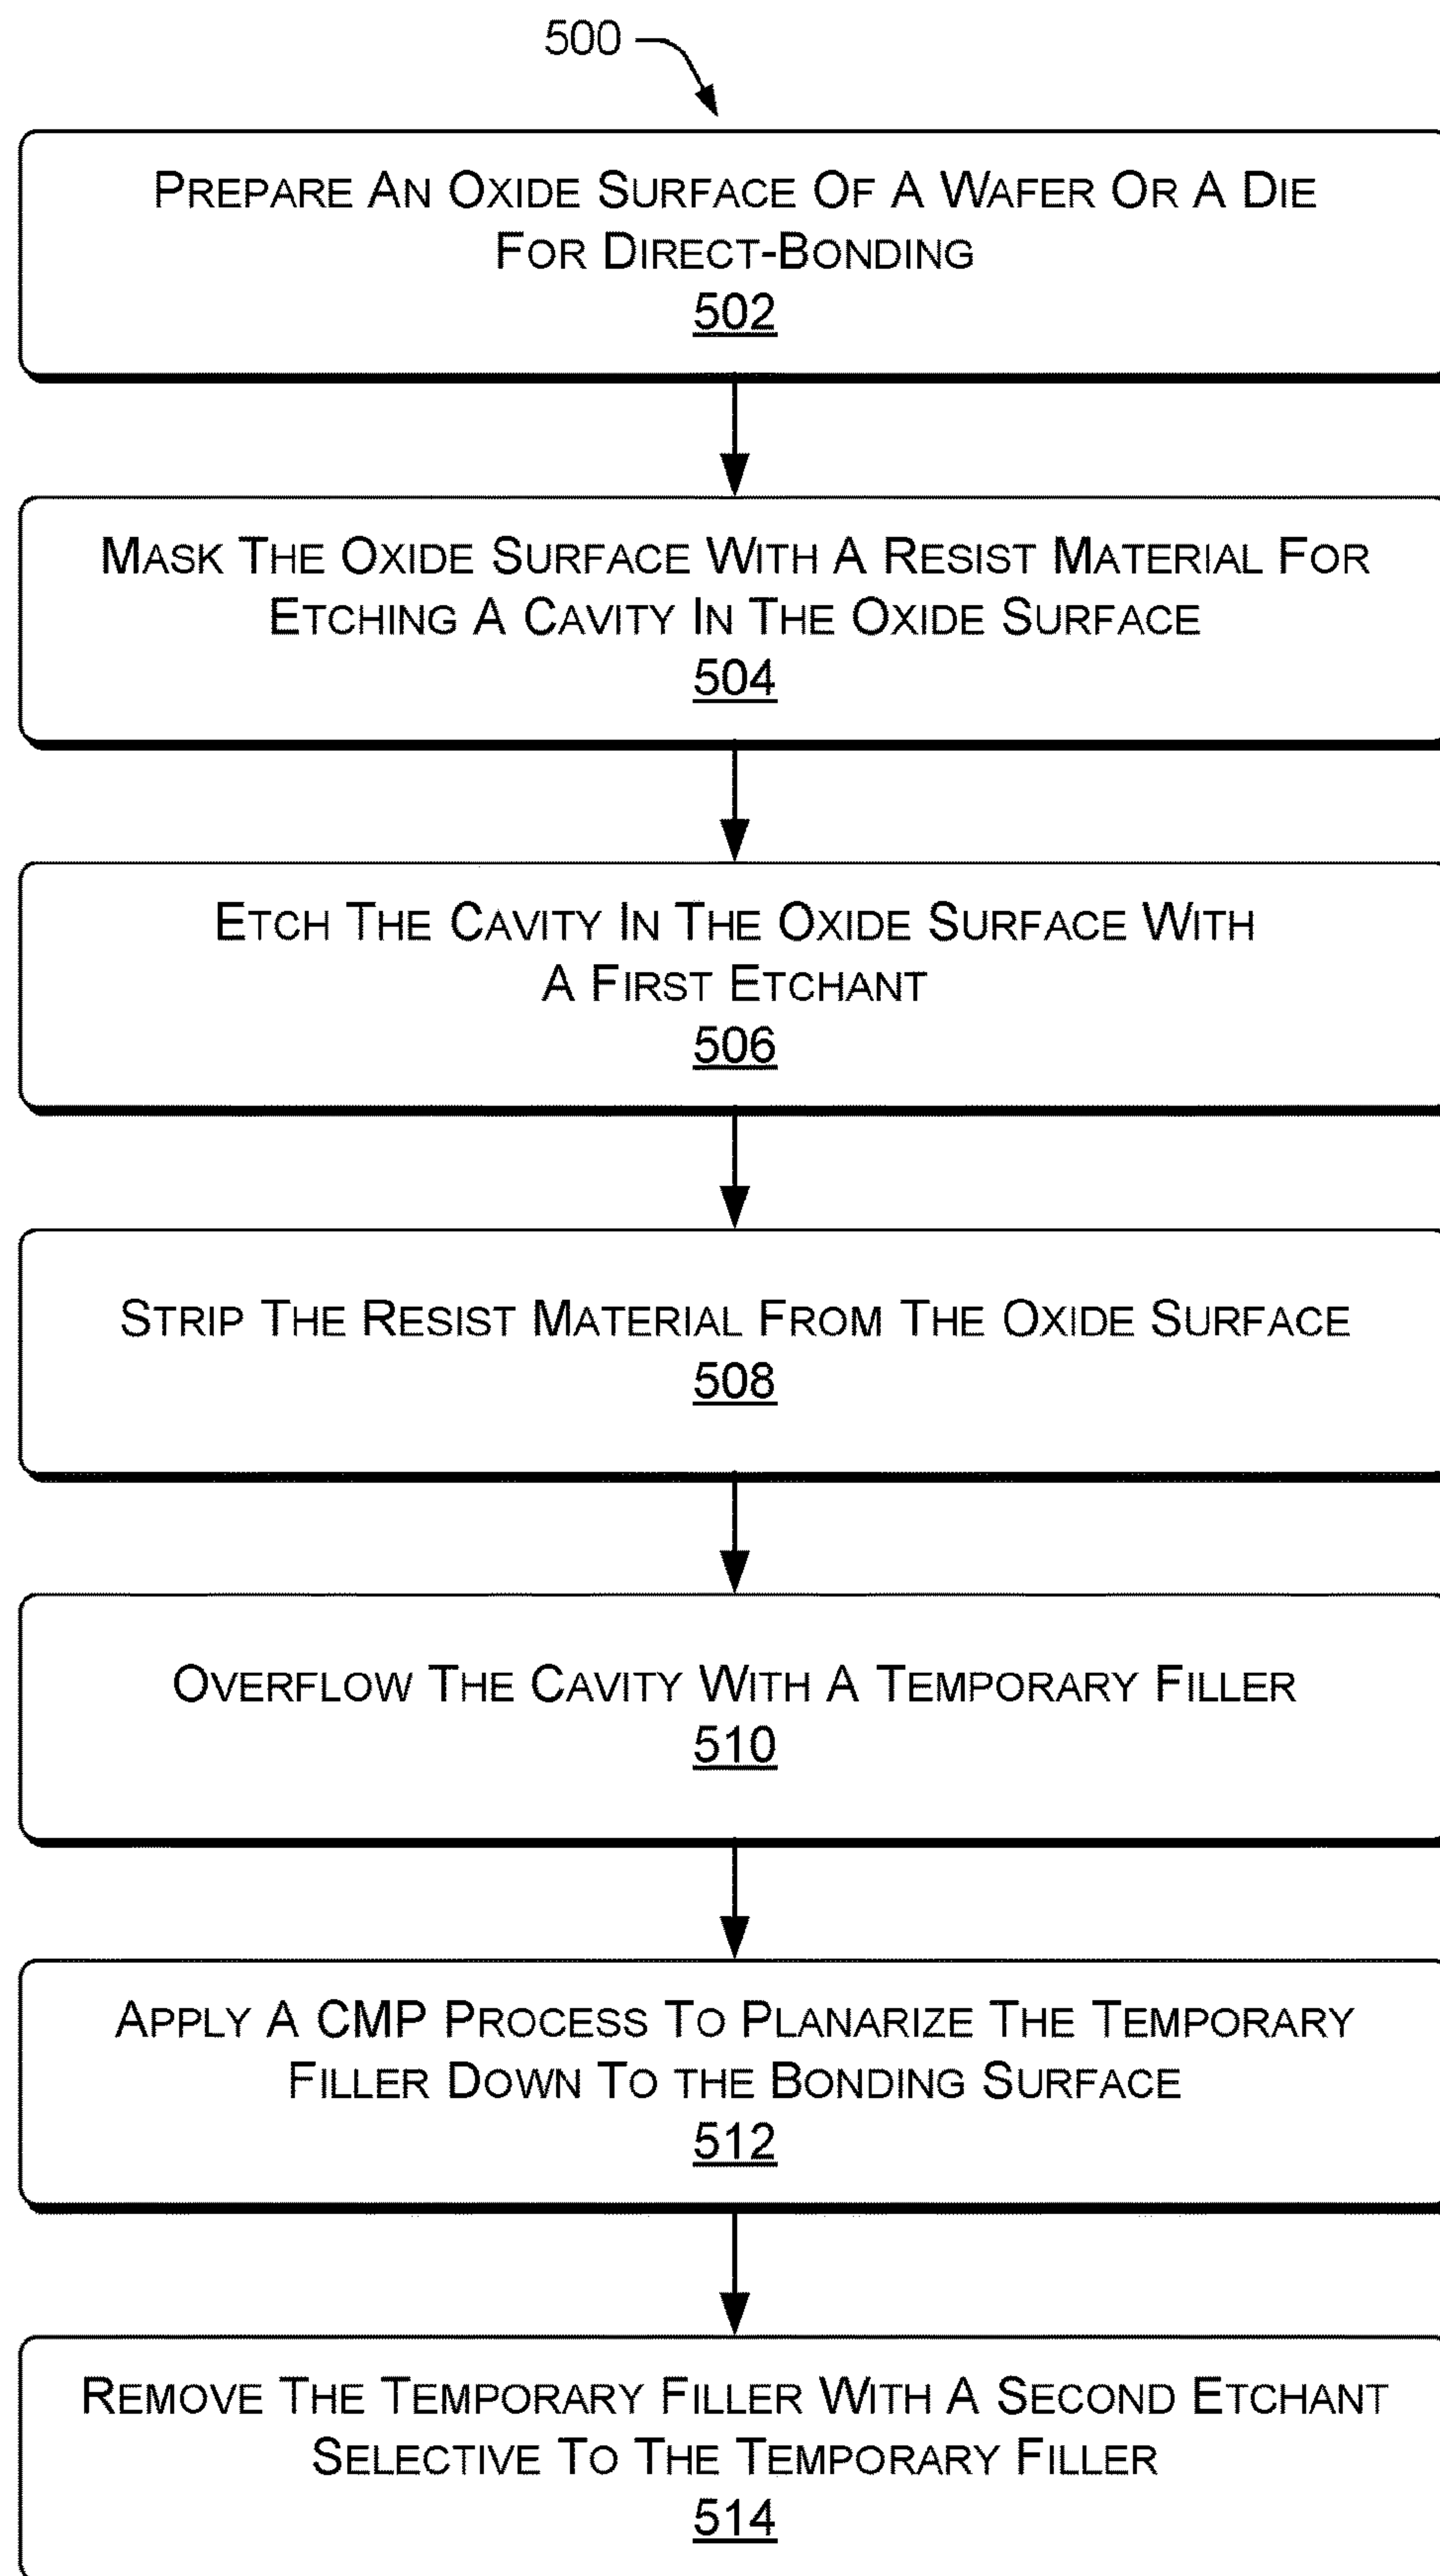 500
PREPARE AN OXIDE SURFACE OF A WAFER OR A DIE
FOR DIRECT-BONDING
502
MASK THE OXIDE SURFACE WITH A RESIST MATERIAL FOR
ETCHING A CAVITY IN THE OXIDE SURFACE
504
ETCH THE CAVITY IN THE OXIDE SURFACE WITH
A FIRST ETCHANT
506
STRIP THE RESIST MATERIAL FROM THE OXIDE SURFACE
508
OVERFLOW THE CAVITY WITH A TEMPORARY FILLER
510
APPLY A CMP PROCESS TO PLANARIZE THE TEMPORARY
FILLER DOWN TO THE BONDING SURFACE
512
REMOVE THE TEMPORARY FILLER WITH A SECOND ETCHANT
SELECTIVE TO THE TEMPORARY FILLER
514